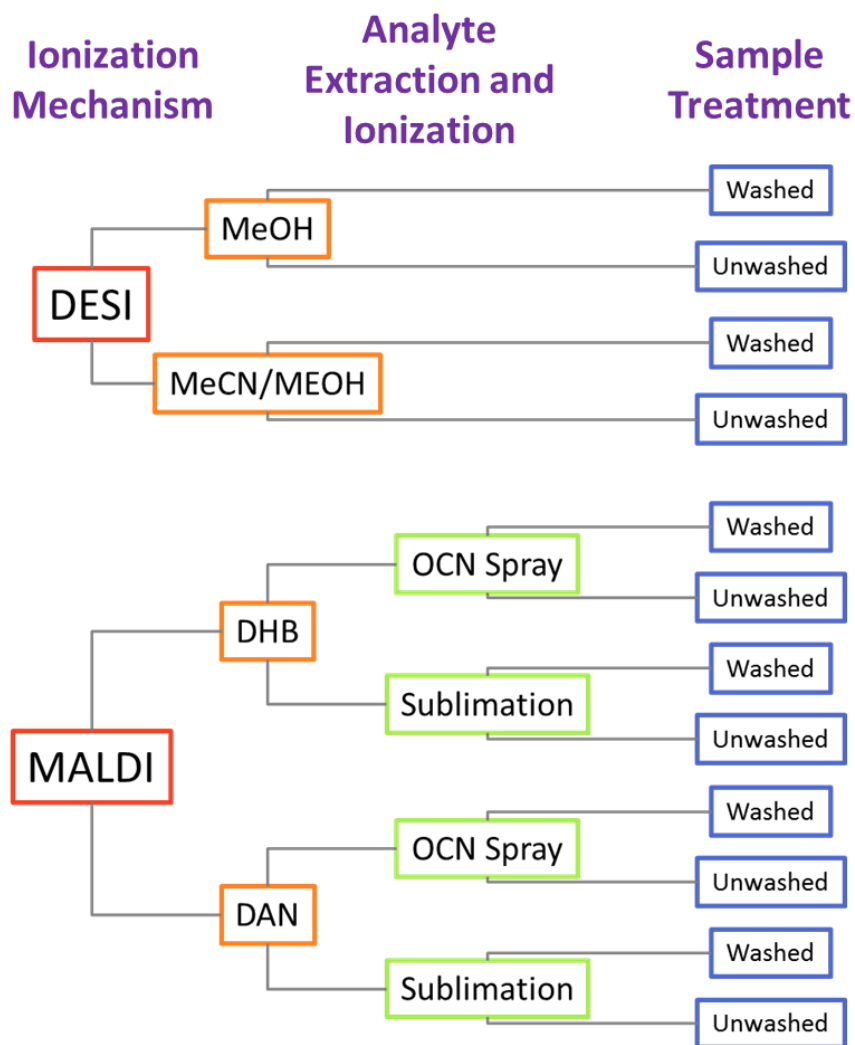 Ionization
Mechanism
Analyte
Extraction and
Ionization
Sample
Treatment
DESI
MeOH
Washed
Unwashed
MeCN/MEOH
Washed
Unwashed
MALDI
DHB
OCN Spray
Washed
Unwashed
Sublimation
Washed
Unwashed
DAN
OCN Spray
Washed
Unwashed
Sublimation
Washed
Unwashed